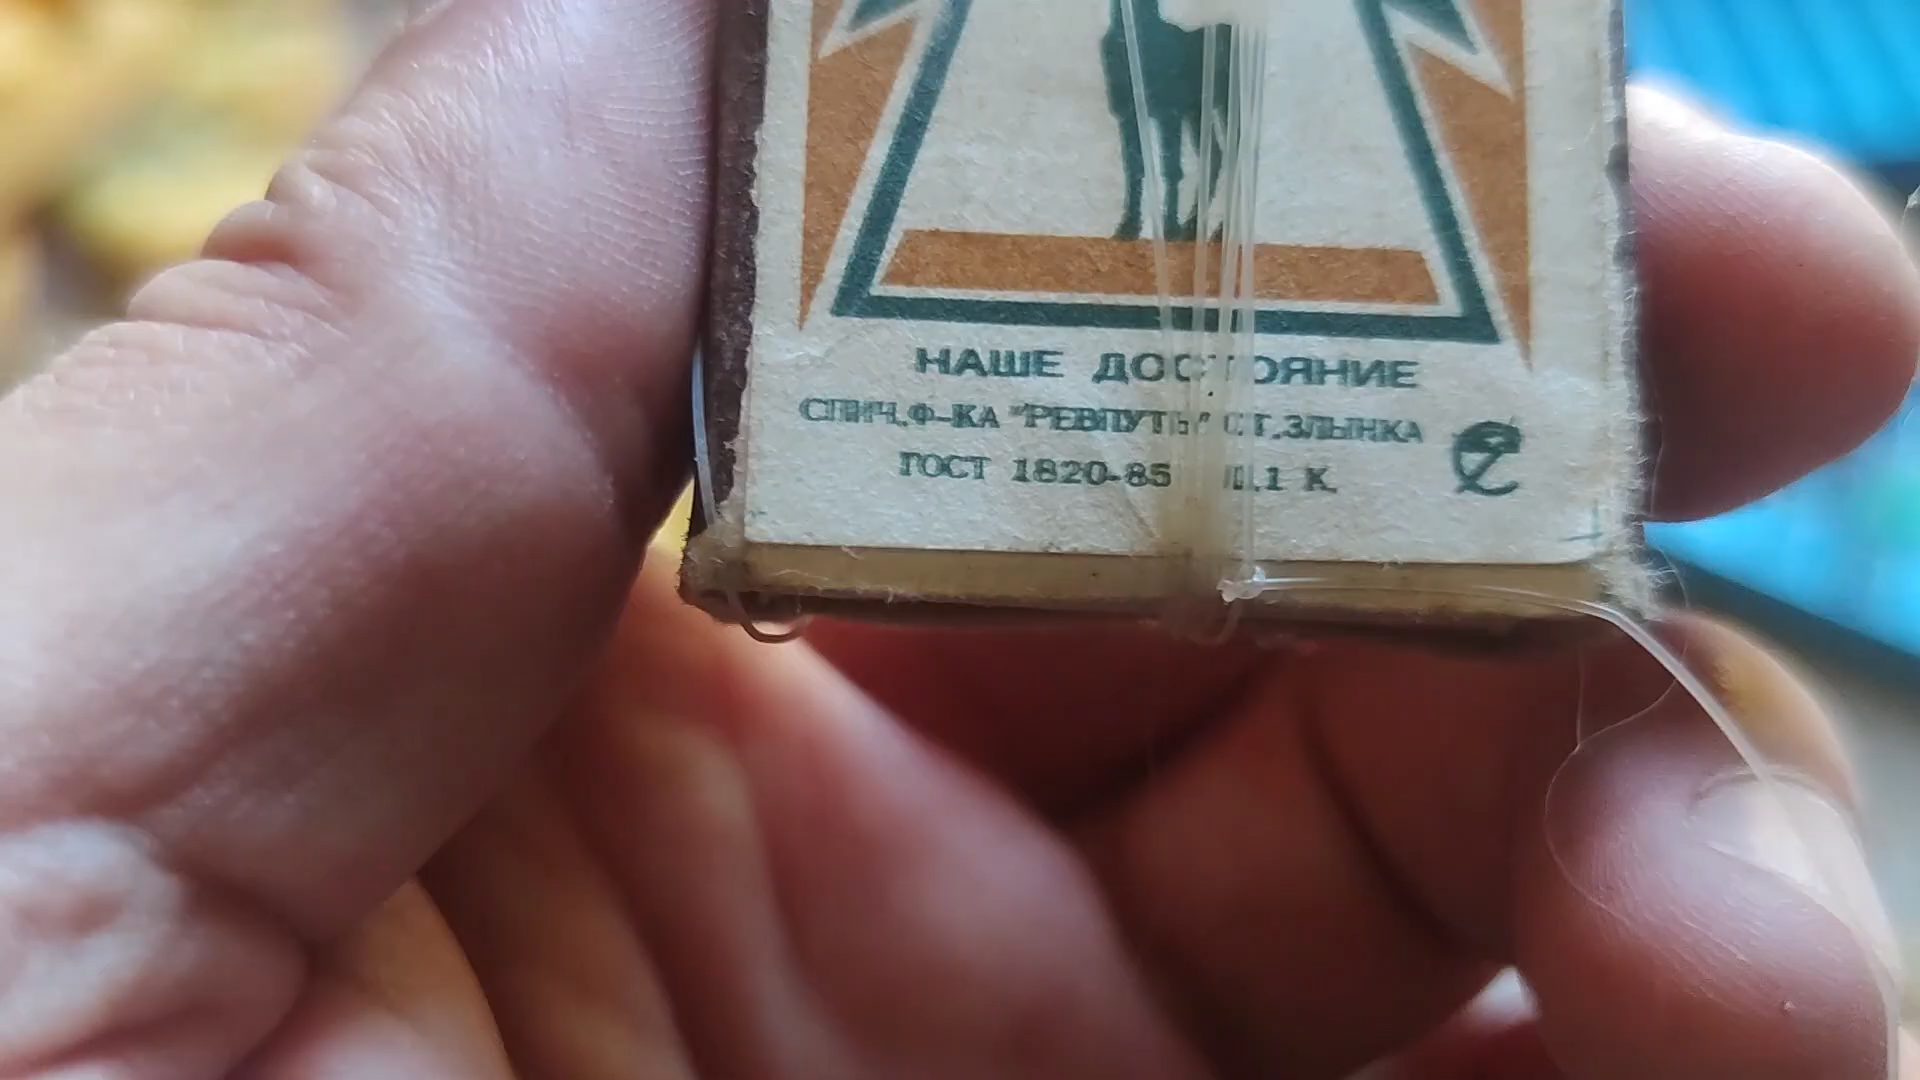 НАШЕ ДОСТОЯНИЕ
СПИЧ.Ф-КА "РЕВПУТЬ" СТ.ЗЛЫНКА
ГОСТ 1820-85 Ц.1 К.